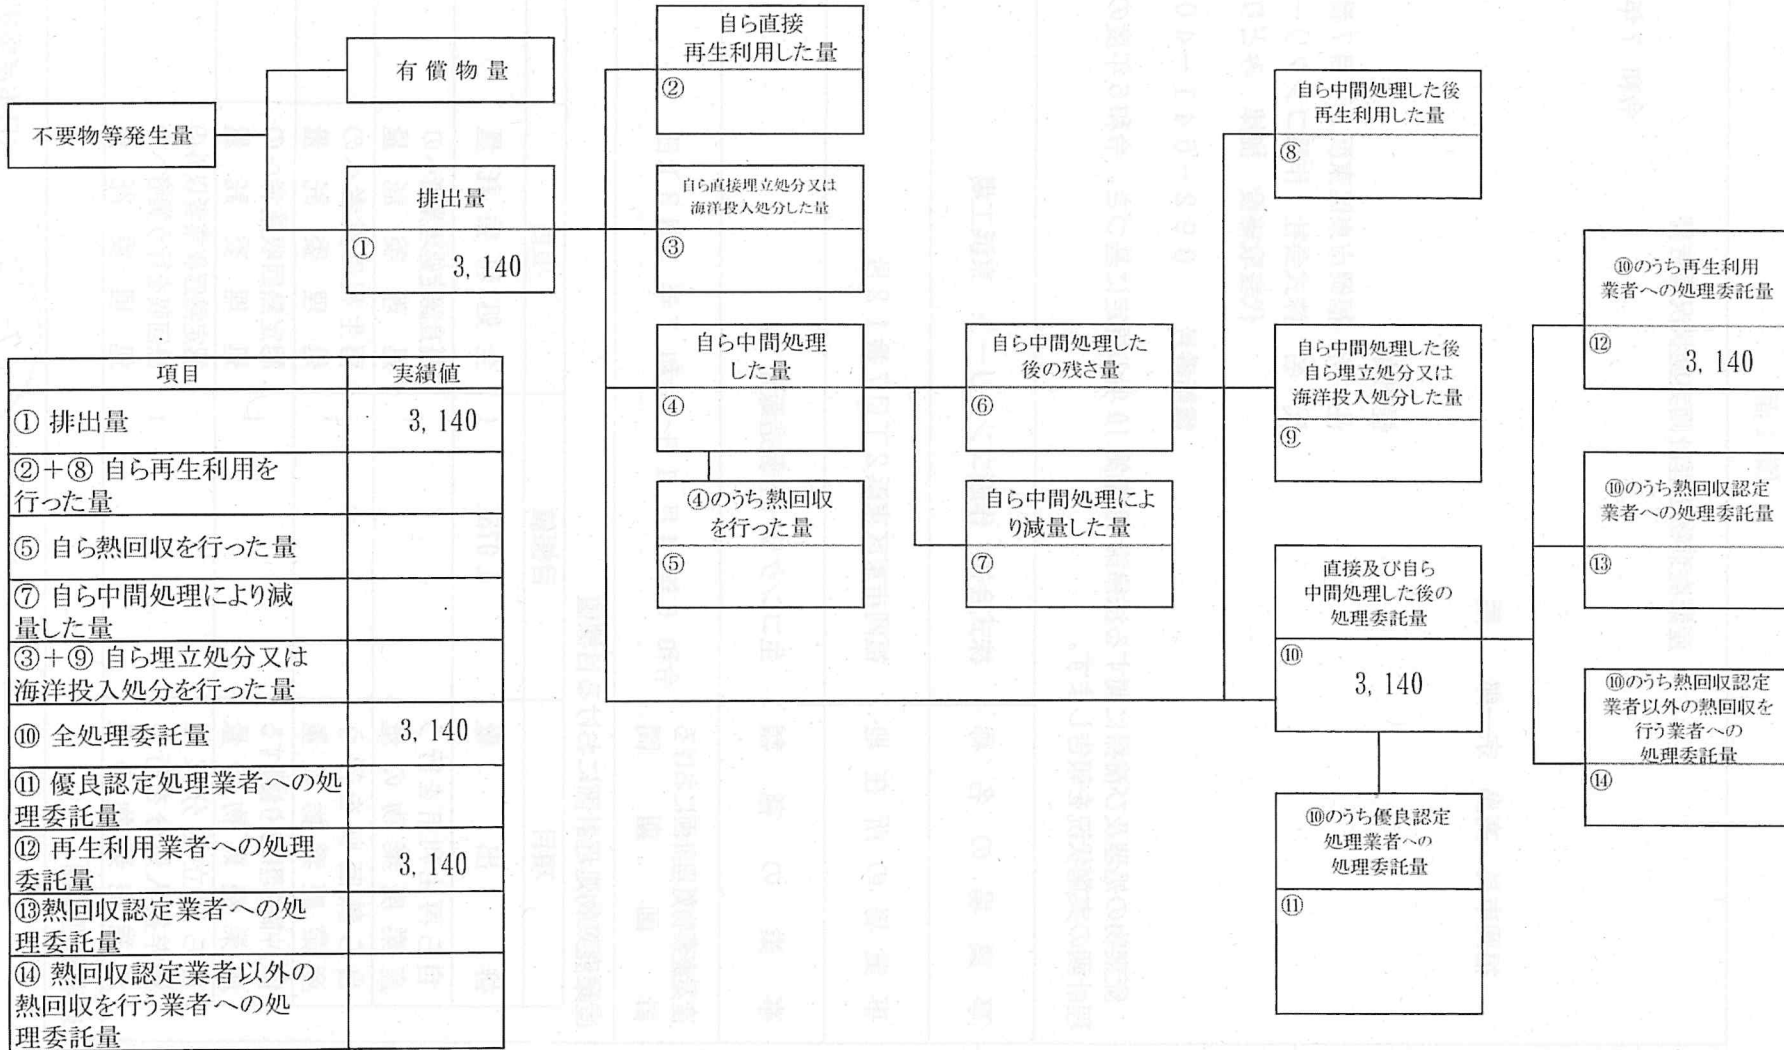 不要物等発生量
有償物量
排出量
①
3,140
自ら直接
再生利用した量
②
自ら直接埋立処分又は
海洋投入処分した量
③
自ら中間処理
した量
④
④のうち熱回収
を行った量
⑤
自ら中間処理した
後の残さ量
⑥
自ら中間処理によ
り減量した量
⑦
自ら中間処理した後
再生利用した量
⑧
自ら中間処理した後
自ら埋立処分又は
海洋投入処分した量
⑨
直接及び自ら
中間処理した後の
処理委託量
⑩
3,140
⑩のうち優良認定
処理業者への
処理委託量
⑪
⑩のうち再生利用
業者への処理委託量
⑫
3,140
⑩のうち熱回収認定
業者への処理委託量
⑬
⑩のうち熱回収認定
業者以外の熱回収を
行う業者への
処理委託量
⑭
項目 実績値
① 排出量 3,140
②+⑧ 自ら再生利用を
行った量
⑤ 自ら熱回収を行った量
⑦ 自ら中間処理により減
量した量
③+⑨ 自ら埋立処分又は
海洋投入処分を行った量
⑩ 全処理委託量 3,140
⑪ 優良認定処理業者への処
理委託量
⑫ 再生利用業者への処理
委託量 3,140
⑬熱回収認定業者への処
理委託量
⑭ 熱回収認定業者以外の
熱回収を行う業者への処
理委託量